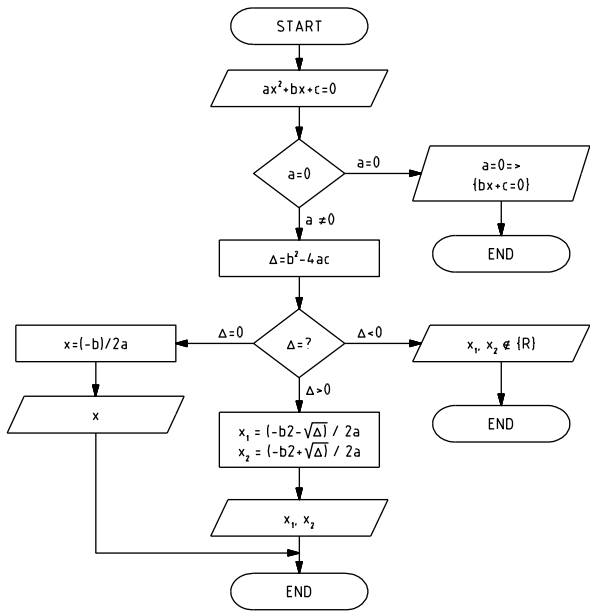 START
ax²+bx+c=0
a=0
a=0
a=0=>
{bx+c=0}
a ≠0
END
Δ=b²-4ac
Δ=0
Δ=?
Δ<0
x=(-b)/2a
x₁, x₂ ∉ {R}
Δ>0
x
x₁ = (-b2-√Δ) / 2a
x₂ = (-b2+√Δ) / 2a
END
x₁, x₂
END